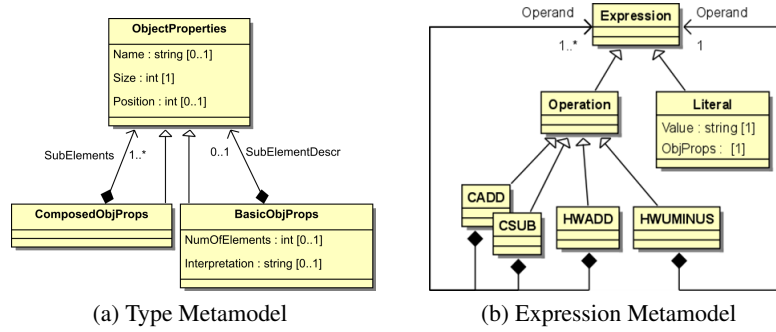 ObjectProperties
Name : string [0..1]
Size : int [1]
Position : int [0..1]
SubElements
1..*
0..1
SubElementDescr
ComposedObjProps
BasicObjProps
NumOfElements : int [0..1]
Interpretation : string [0..1]
(a) Type Metamodel
Operand
Expression
Operand
1..*
1
Operation
Literal
Value : string [1]
ObjProps : [1]
CADD
CSUB
HWADD
HWUMINUS
(b) Expression Metamodel